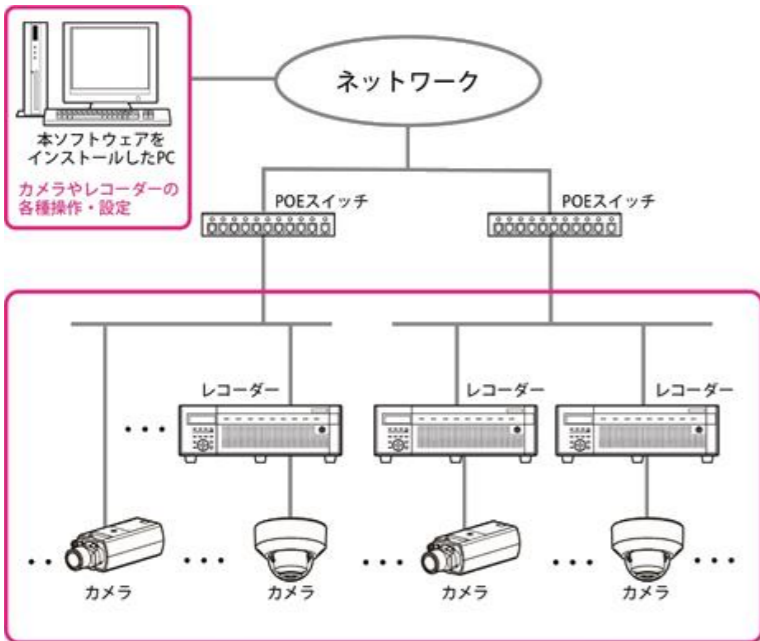 ネットワーク
本ソフトウェアを
インストールしたPC
カメラやレコーダーの
各種操作・設定
POEスイッチ
POEスイッチ
レコーダー
レコーダー
レコーダー
カメラ
カメラ
カメラ
カメラ